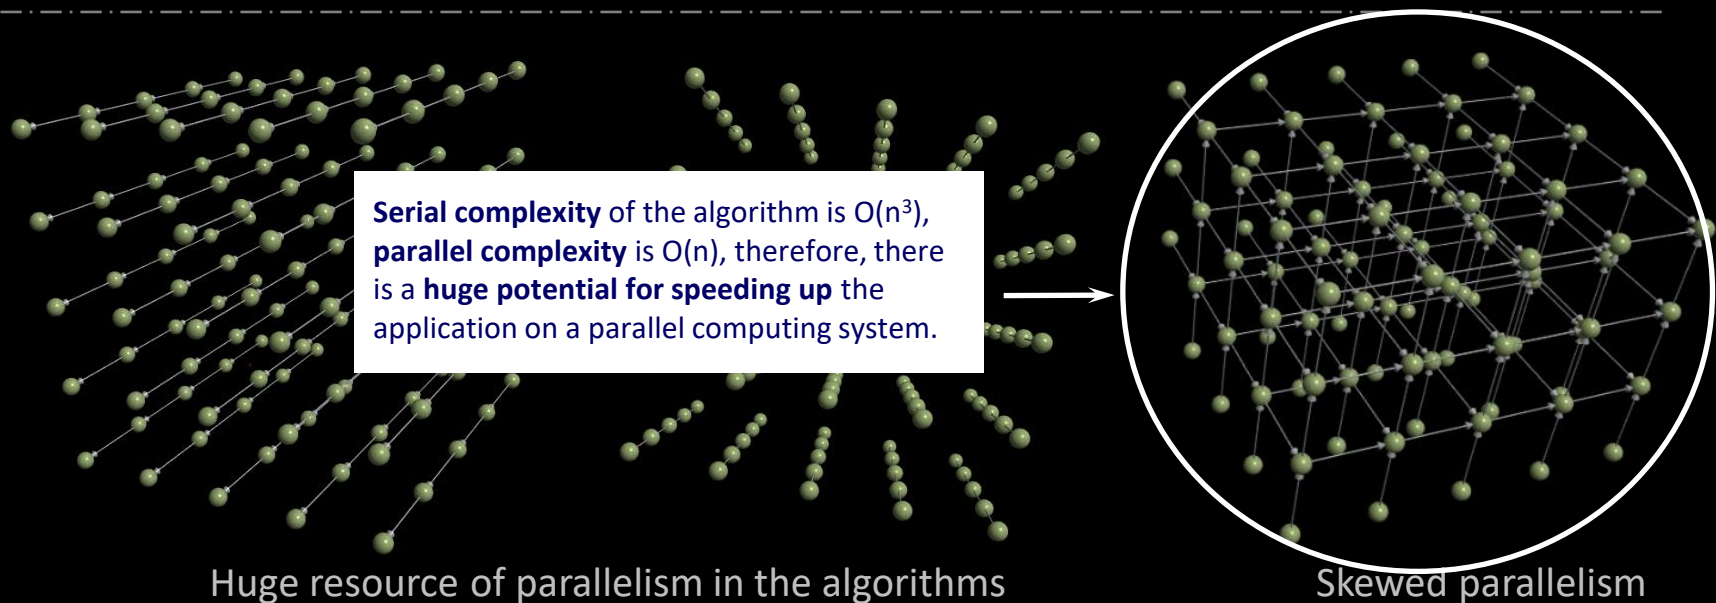 Serial complexity of the algorithm is O(n³),
parallel complexity is O(n), therefore, there
is a huge potential for speeding up the
application on a parallel computing system.
Huge resource of parallelism in the algorithms
Skewed parallelism